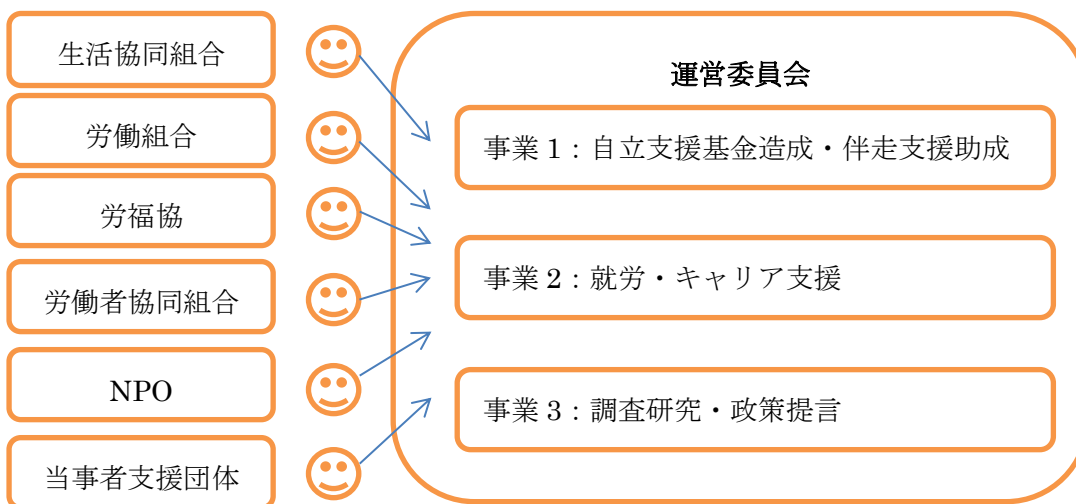 生活協同組合
労働組合
労福協
労働者協同組合
NPO
当事者支援団体
運営委員会
事業 1：自立支援基金造成・伴走支援助成
事業 2：就労・キャリア支援
事業 3：調査研究・政策提言